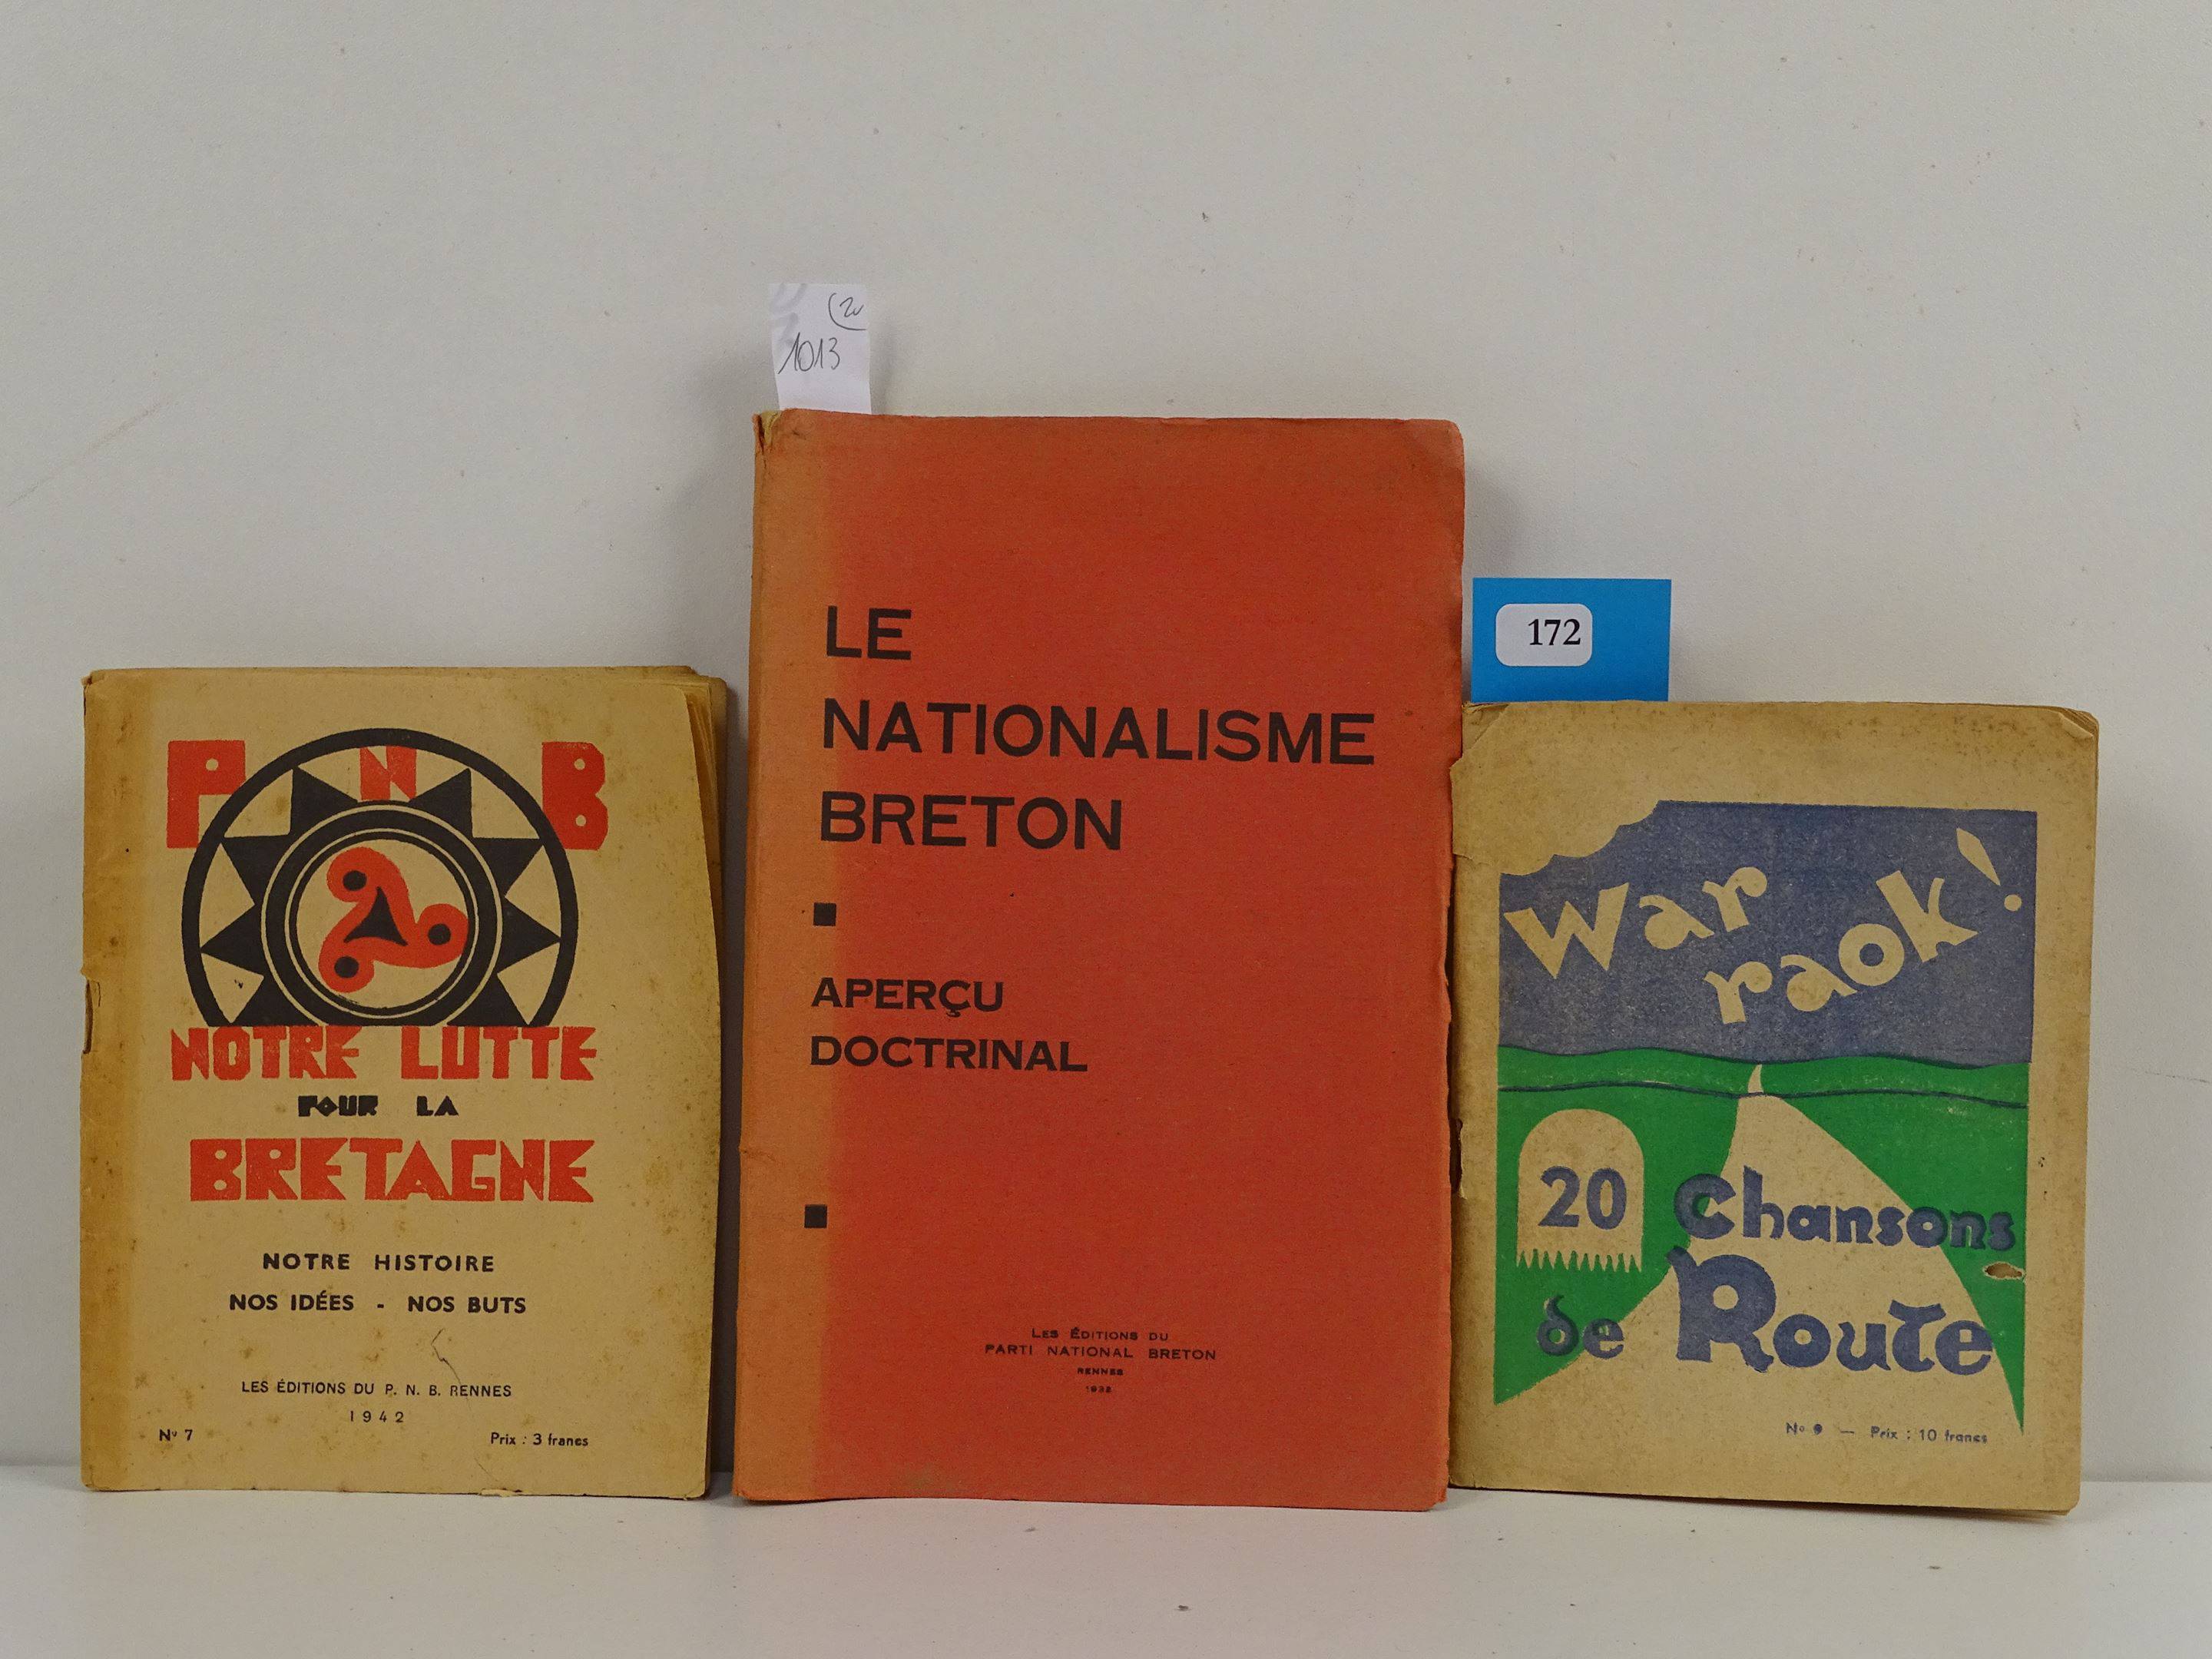 P N B
NOTRE LUTTE
POUR LA
BRETAGNE
NOTRE HISTOIRE
NOS IDÉES - NOS BUTS
LES ÉDITIONS DU P. N. B. RENNES
1942
No 7
Prix : 3 francs
1013
LE
NATIONALISME
BRETON
APERÇU
DOCTRINAL
LES ÉDITIONS DU
PARTI NATIONAL BRETON
RENNES
172
War
raok!
20 Chansons
de Route
No 9 — Prix : 10 francs